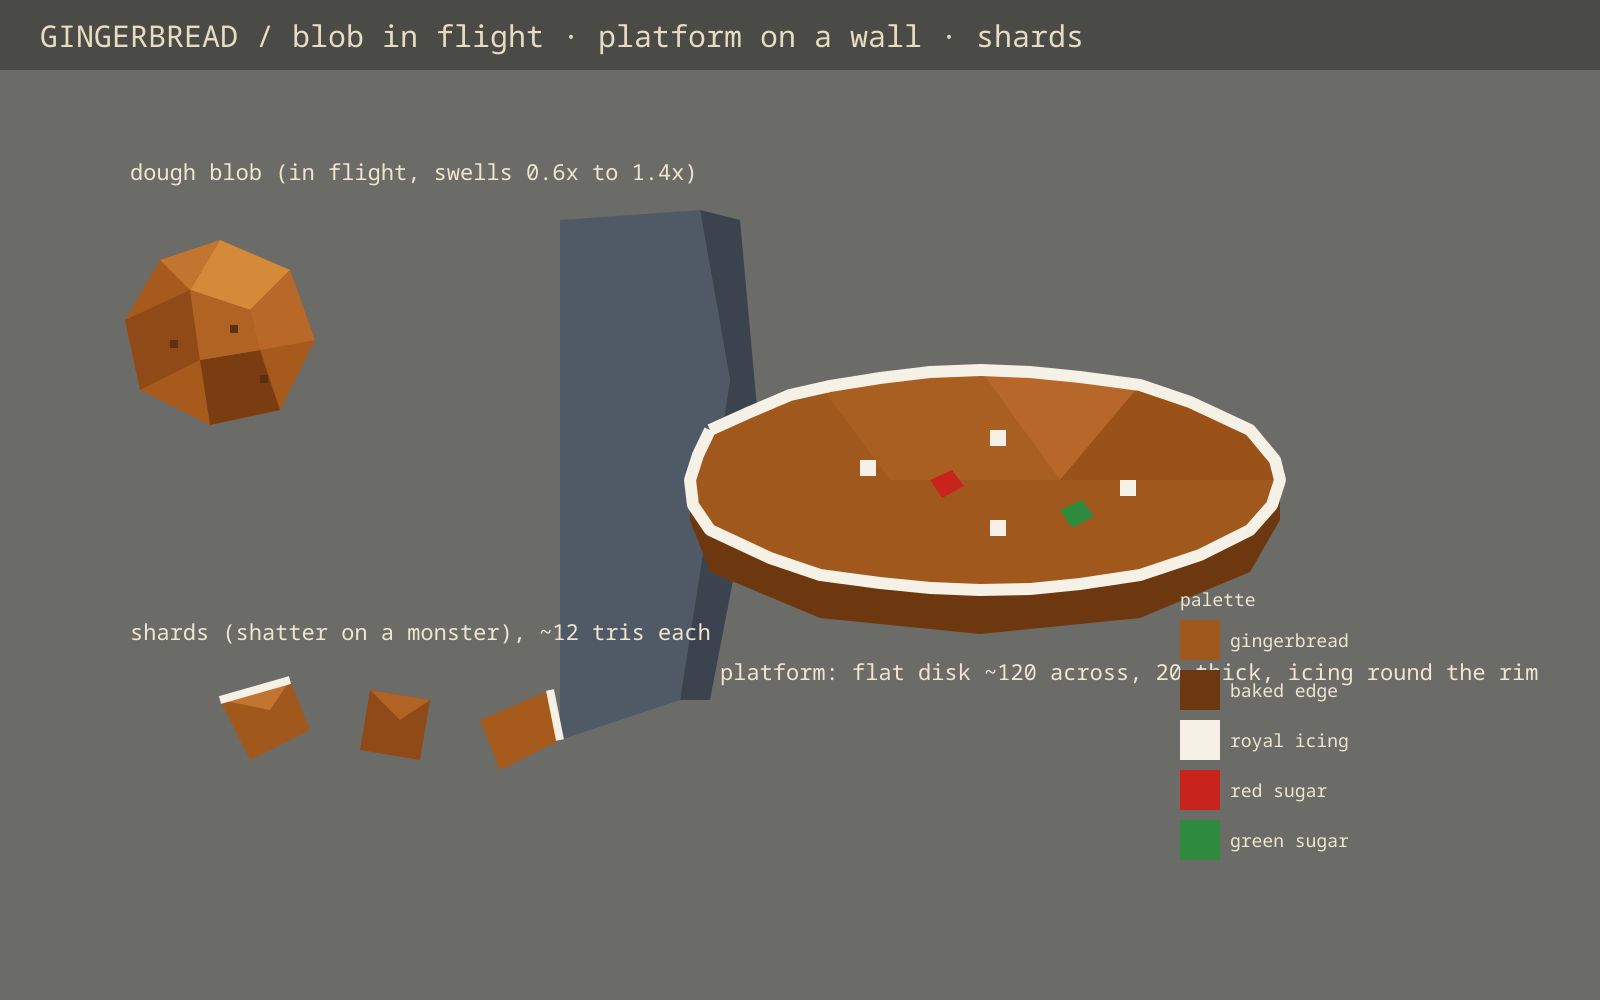 GINGERBREAD / blob in flight · platform on a wall · shards
dough blob (in flight, swells 0.6x to 1.4x)
shards (shatter on a monster), ~12 tris each
platform: flat disk ~120 across, 20 thick, icing round the rim
palette
gingerbread
baked edge
royal icing
red sugar
green sugar